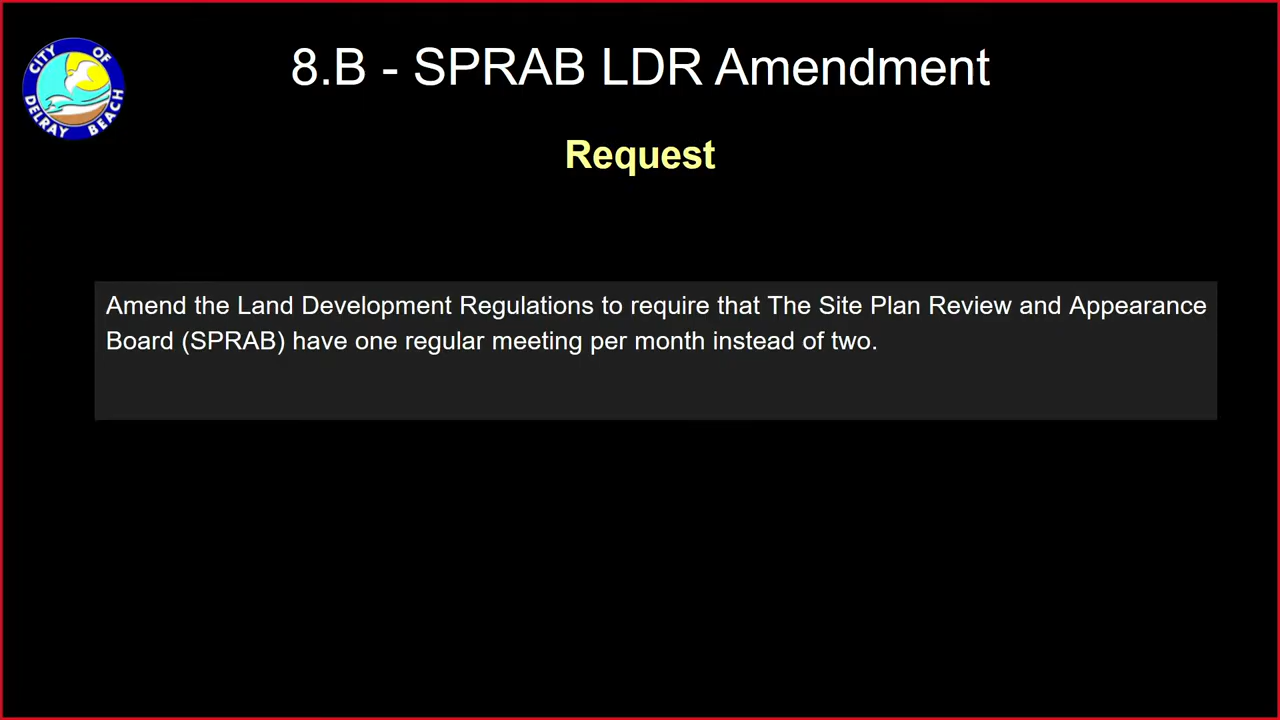 CITY OF
DELRAY BEACH
8.B - SPRAB LDR Amendment
Request
Amend the Land Development Regulations to require that The Site Plan Review and Appearance
Board (SPRAB) have one regular meeting per month instead of two.